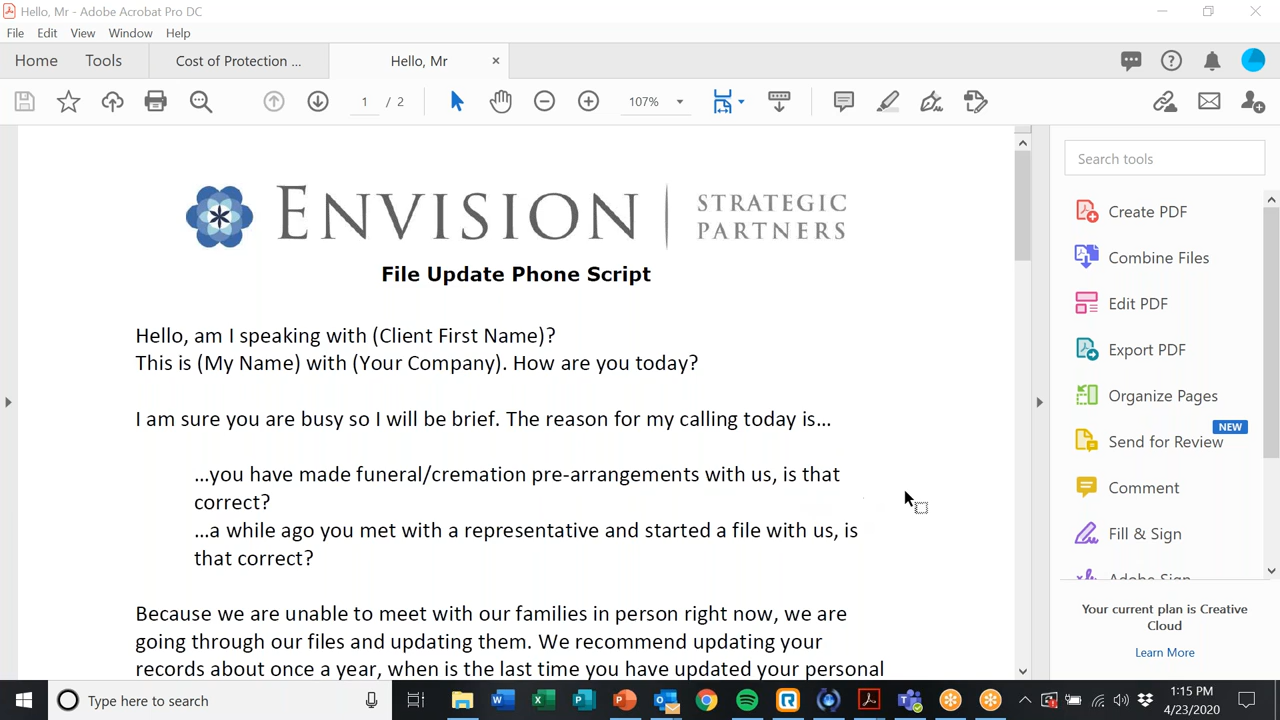 Hello, Mr - Adobe Acrobat Pro DC
File Edit View Window Help
Home Tools Cost of Protection ... Hello, Mr ×
1 / 2 107%
ENVISION STRATEGIC PARTNERS
File Update Phone Script
Hello, am I speaking with (Client First Name)?
This is (My Name) with (Your Company). How are you today?
I am sure you are busy so I will be brief. The reason for my calling today is...
...you have made funeral/cremation pre-arrangements with us, is that
correct?
...a while ago you met with a representative and started a file with us, is
that correct?
Because we are unable to meet with our families in person right now, we are
going through our files and updating them. We recommend updating your
records about once a year, when is the last time you have updated your personal
Search tools
Create PDF
Combine Files
Edit PDF
Export PDF
Organize Pages
NEW
Send for Review
Comment
Fill & Sign
Adobe Sign
Your current plan is Creative
Cloud
Learn More
Type here to search
1:15 PM
4/23/2020